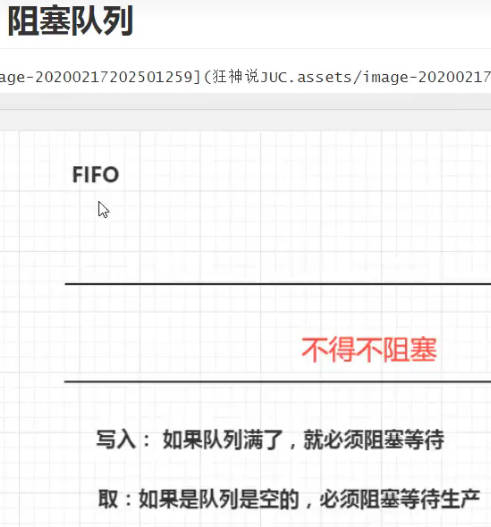 阻塞队列
age-20200217202501259](狂神说JUC.assets/image-20200217
FIFO
不得不阻塞
写入： 如果队列满了，就必须阻塞等待
取：如果是队列是空的，必须阻塞等待生产